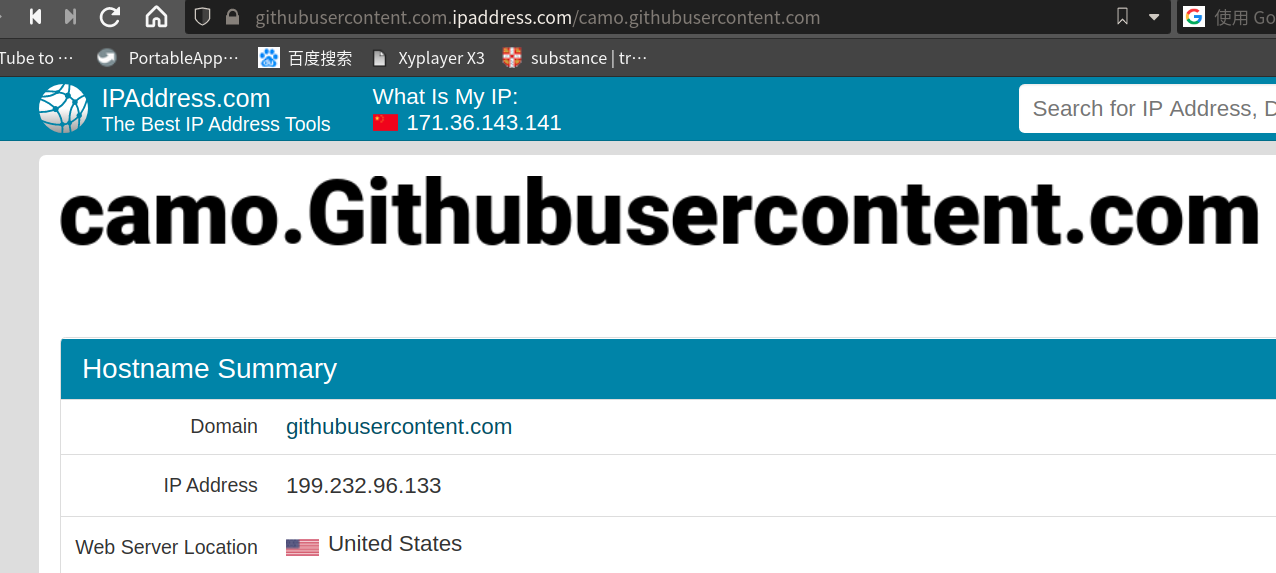 githubusercontent.com.ipaddress.com/camo.githubusercontent.com
使用 Go
Tube to ···
PortableApp···
百度搜索
Xyplayer X3
substance | tr···
IPAddress.com
The Best IP Address Tools
What Is My IP:
171.36.143.141
Search for IP Address, D
camo.Githubusercontent.com
Hostname Summary
Domain githubusercontent.com
IP Address 199.232.96.133
Web Server Location United States